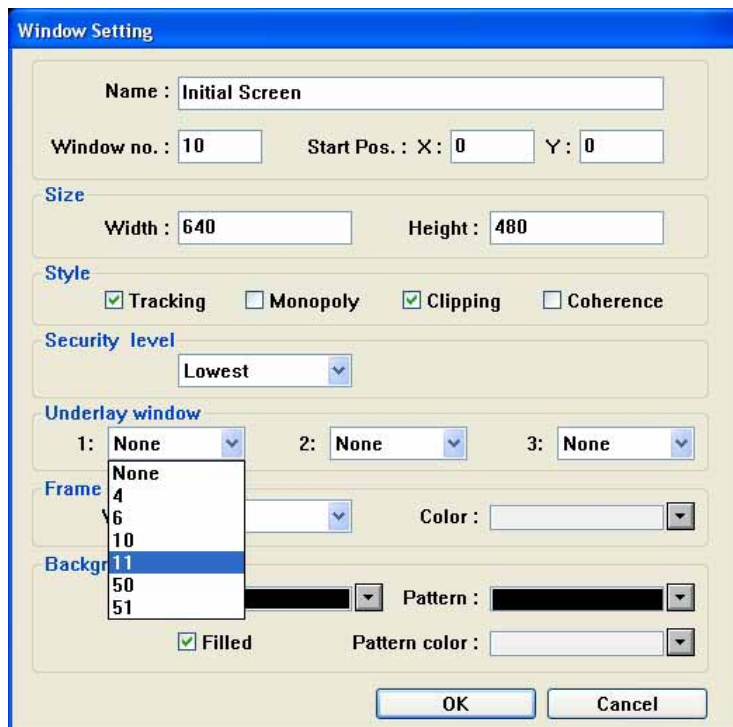 Window Setting
Name : Initial Screen
Window no. : 10 Start Pos. : X : 0 Y : 0
Size
Width : 640 Height : 480
Style
Tracking Monopoly Clipping Coherence
Security level
Lowest
Underlay window
1: None 2: None 3: None
None
4
Frame
6
Color :
10
11
50
Pattern :
51
Filled Pattern color :
OK Cancel